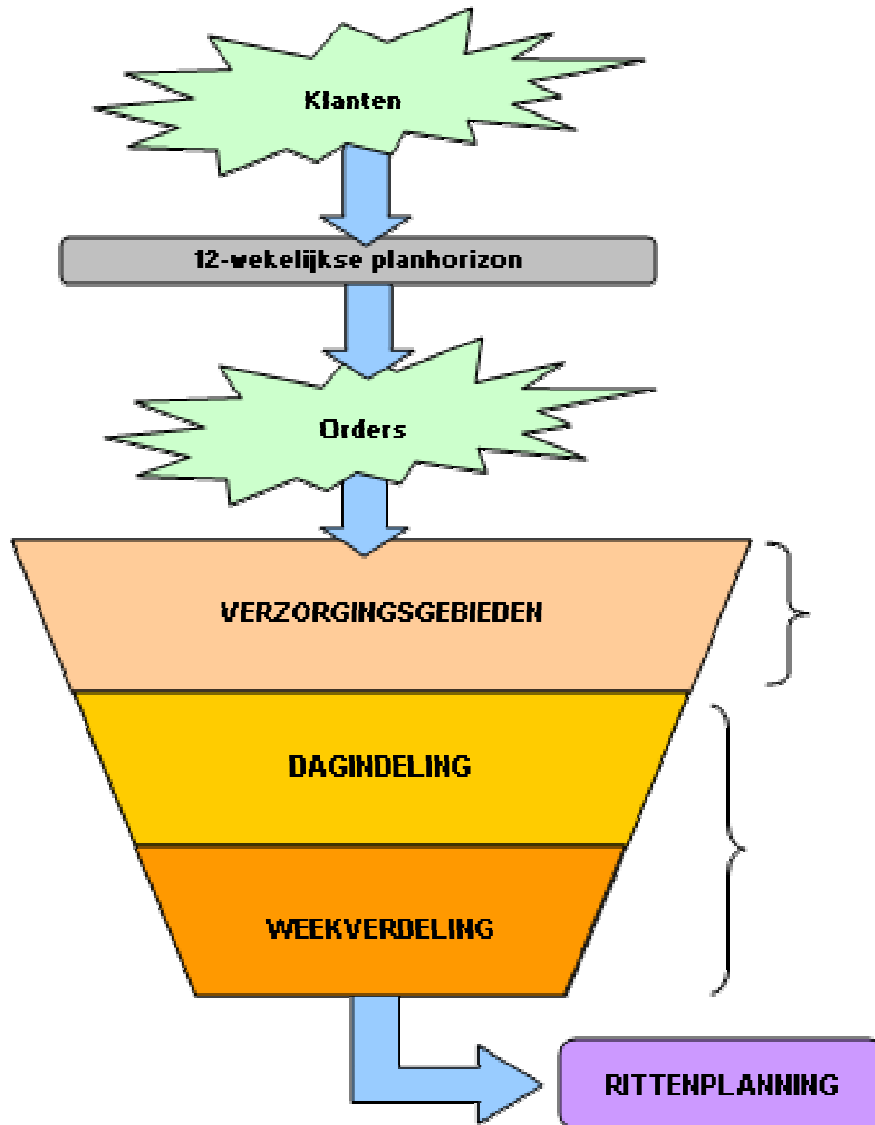 Klanten
12-wekelijkse planhorizon
Orders
VERZORGINGSGEBIEDEN
DAGINDELING
WEEKVERDELING
RITTENPLANNING